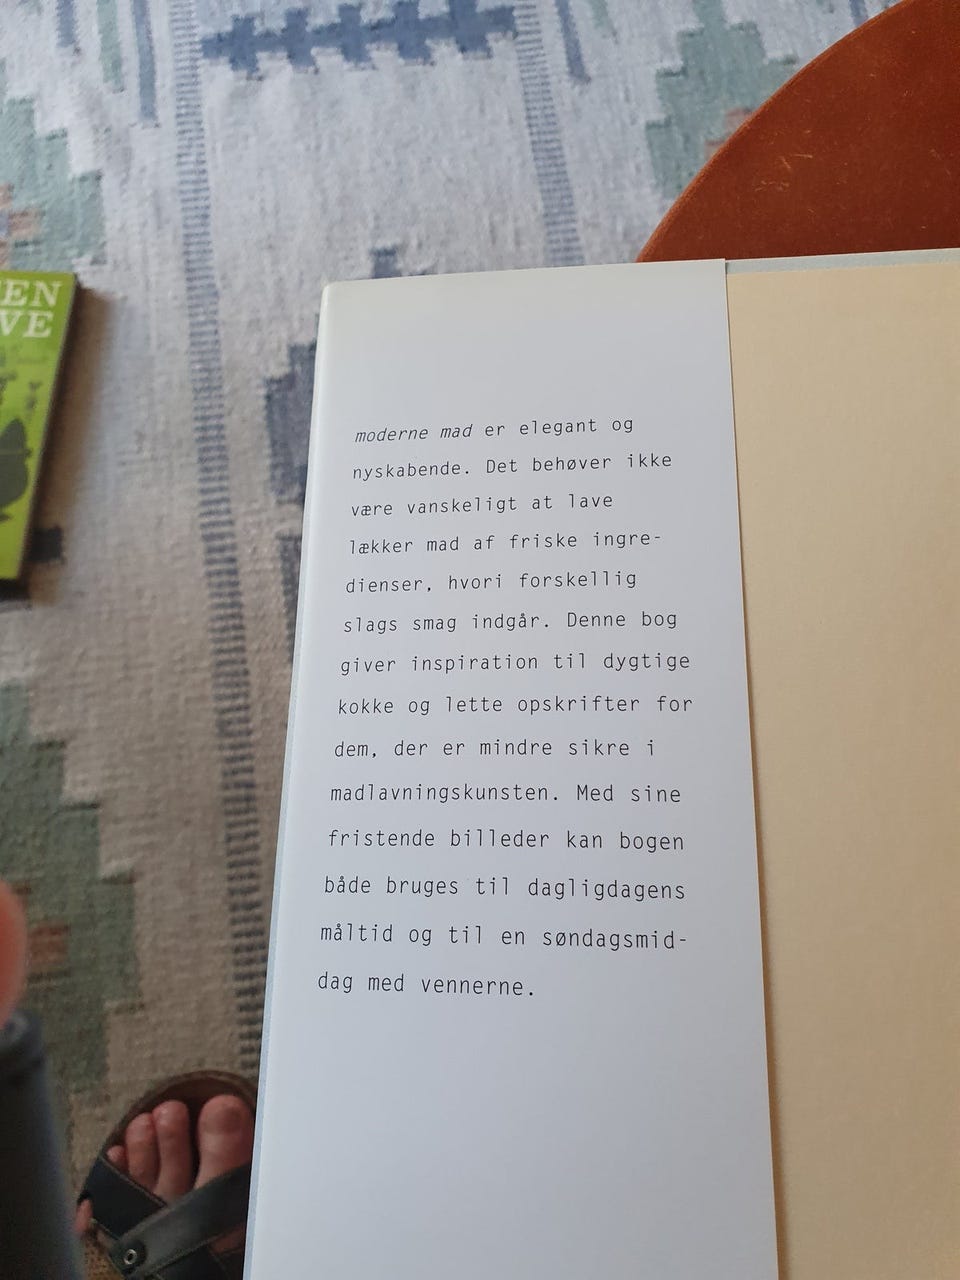 EN
VE
moderne mad er elegant og
nyskabende. Det behøver ikke
være vanskeligt at lave
lækker mad af friske ingre-
dienser, hvori forskellig
slags smag indgår. Denne bog
giver inspiration til dygtige
kokke og lette opskrifter for
dem, der er mindre sikre i
madlavningskunsten. Med sine
fristende billeder kan bogen
både bruges til dagligdagens
måltid og til en søndagsmid-
dag med vennerne.